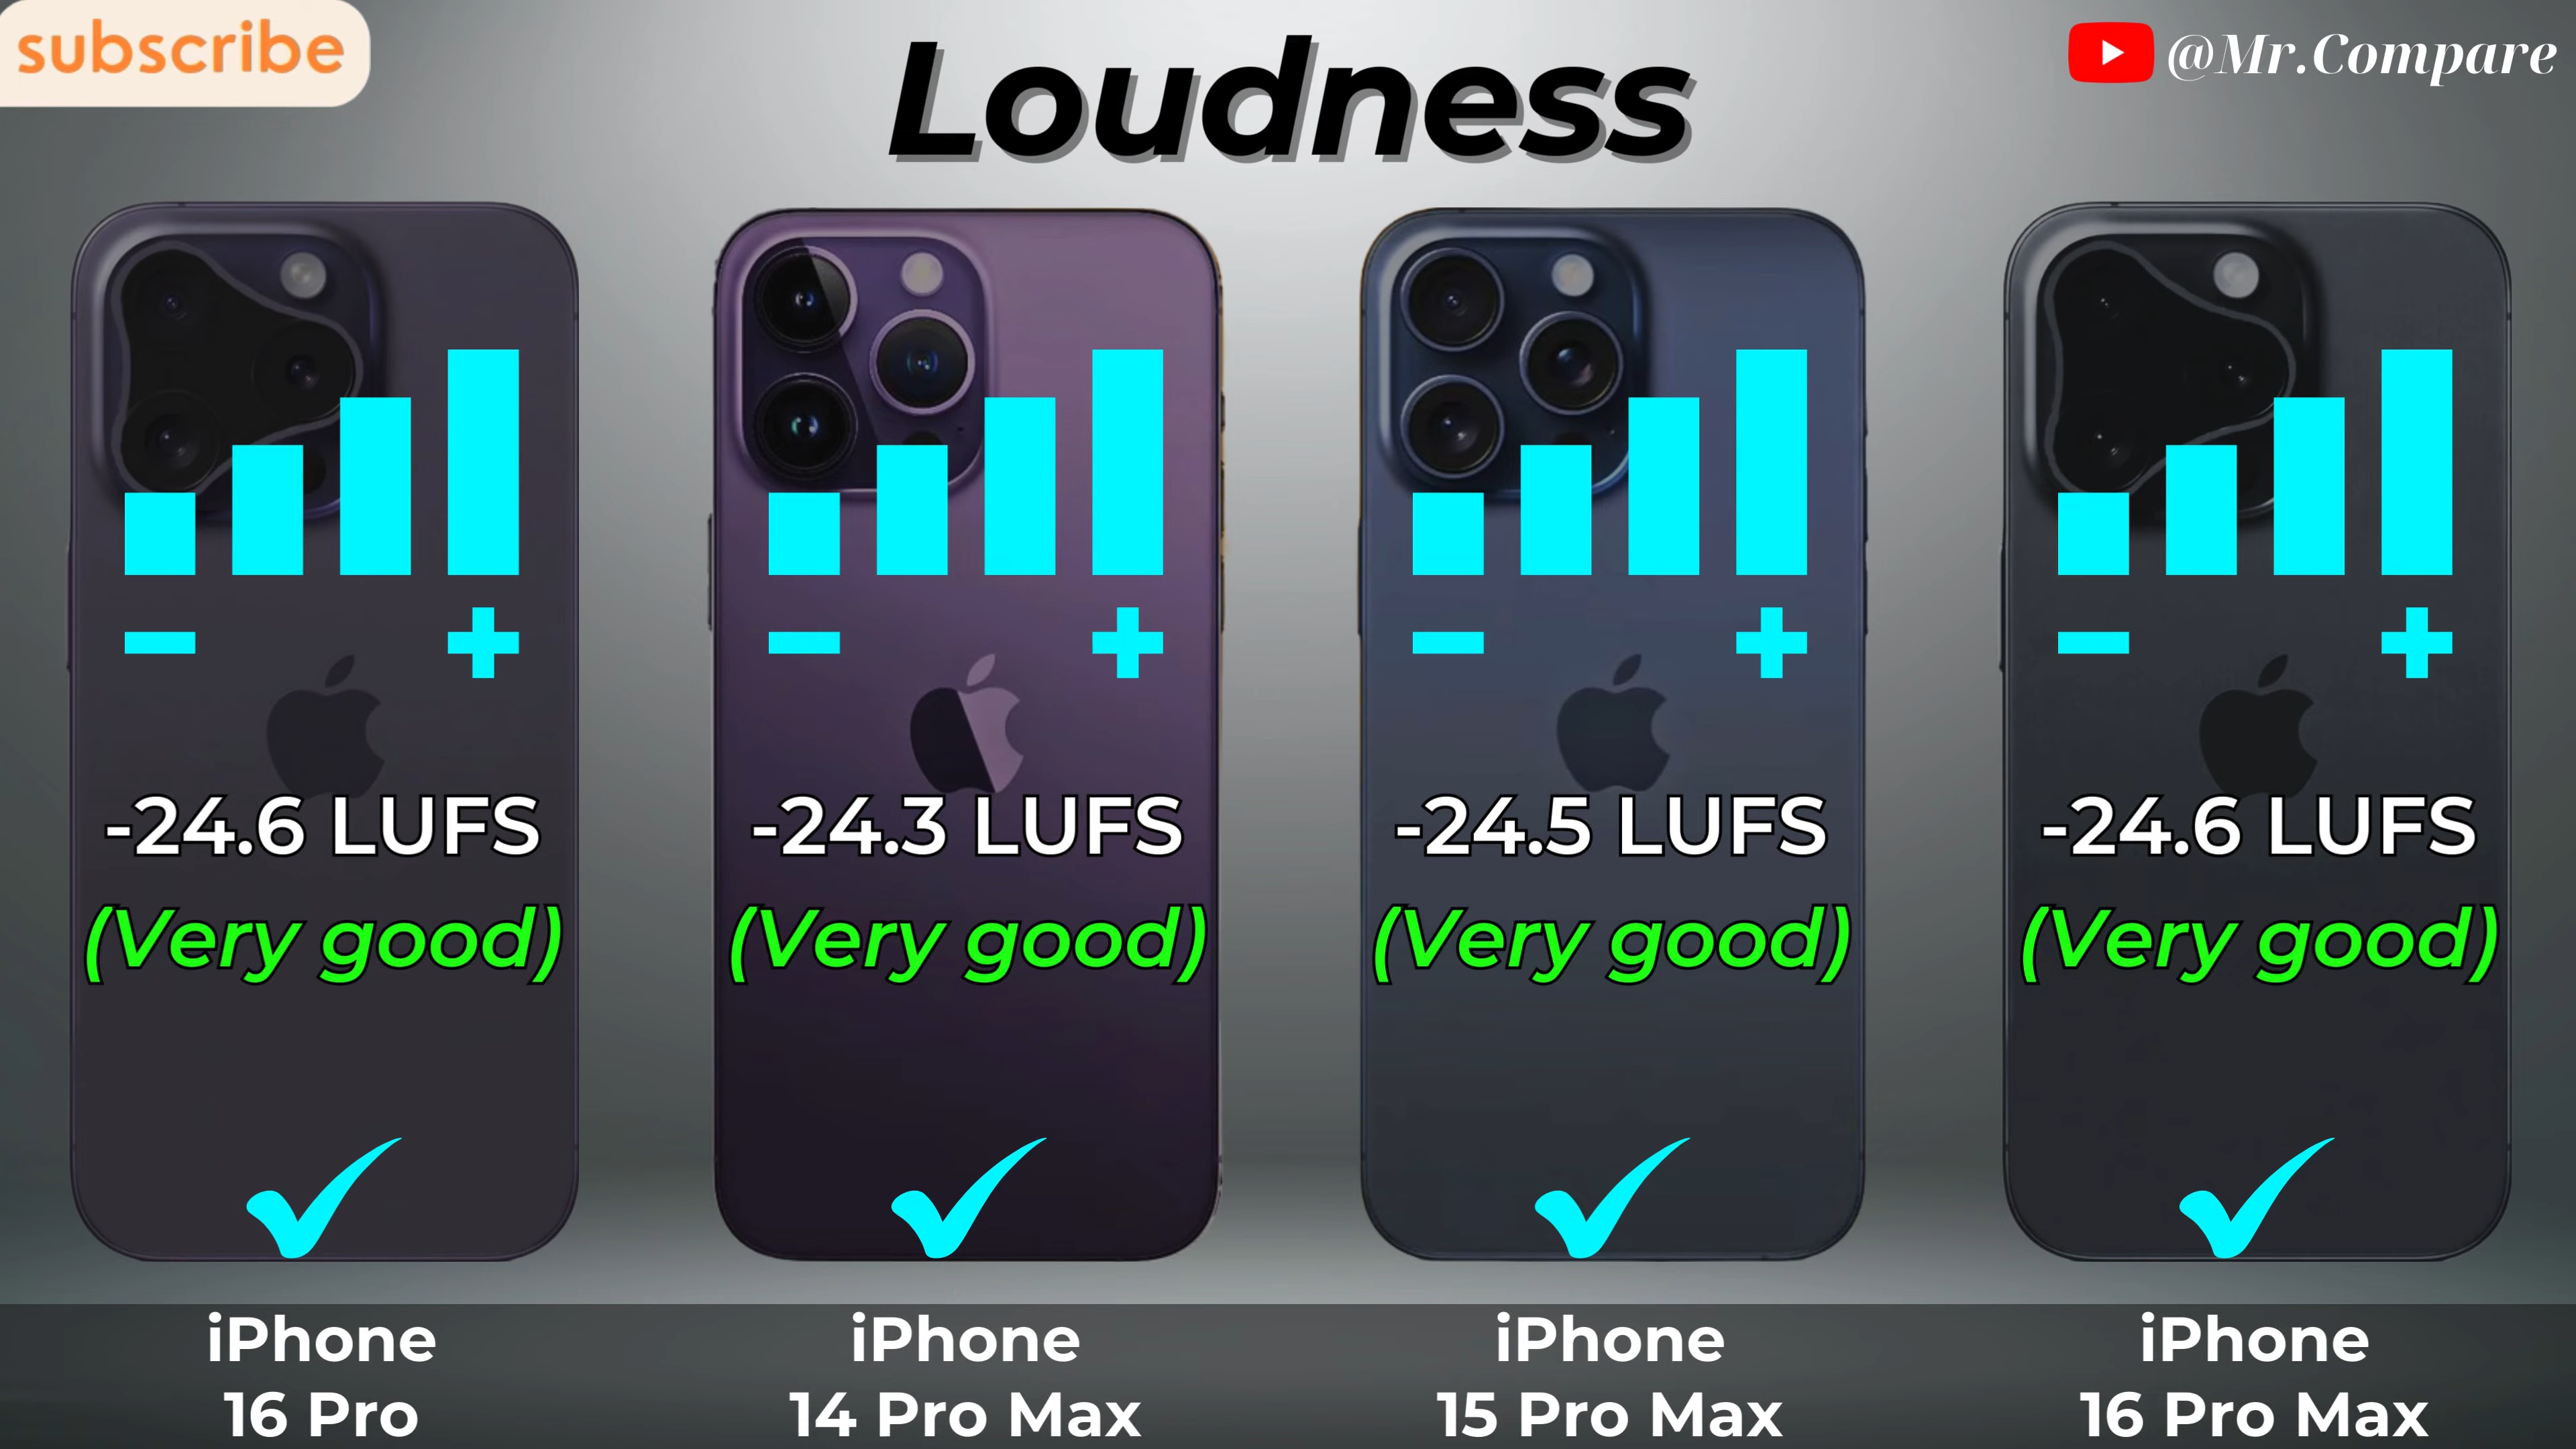 subscribe
Loudness
@Mr.Compare
-24.6 LUFS
(Very good)
-24.3 LUFS
(Very good)
-24.5 LUFS
(Very good)
-24.6 LUFS
(Very good)
iPhone
16 Pro
iPhone
14 Pro Max
iPhone
15 Pro Max
iPhone
16 Pro Max